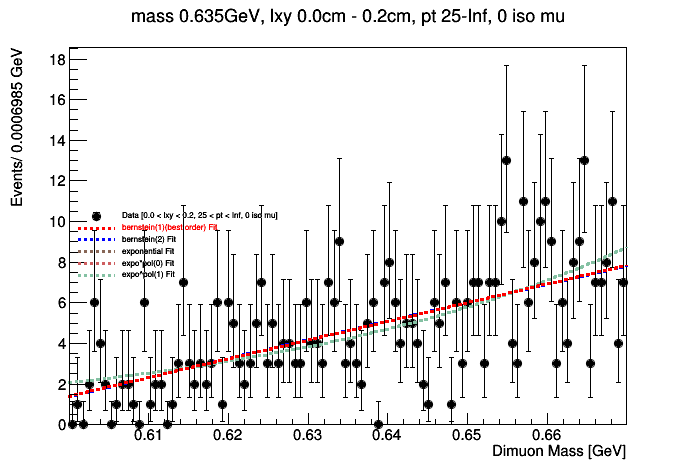 mass 0.635GeV, lxy 0.0cm - 0.2cm, pt 25-Inf, 0 iso mu
Events/ 0.0006985 GeV
18
16
14
12
10
8
6
4
2
0
Data [0.0 < lxy < 0.2, 25 < pt < Inf, 0 iso mu]
bernstein(1)(best order) Fit
bernstein(2) Fit
exponential Fit
expo*pol(0) Fit
expo*pol(1) Fit
0.61 0.62 0.63 0.64 0.65 0.66
Dimuon Mass [GeV]